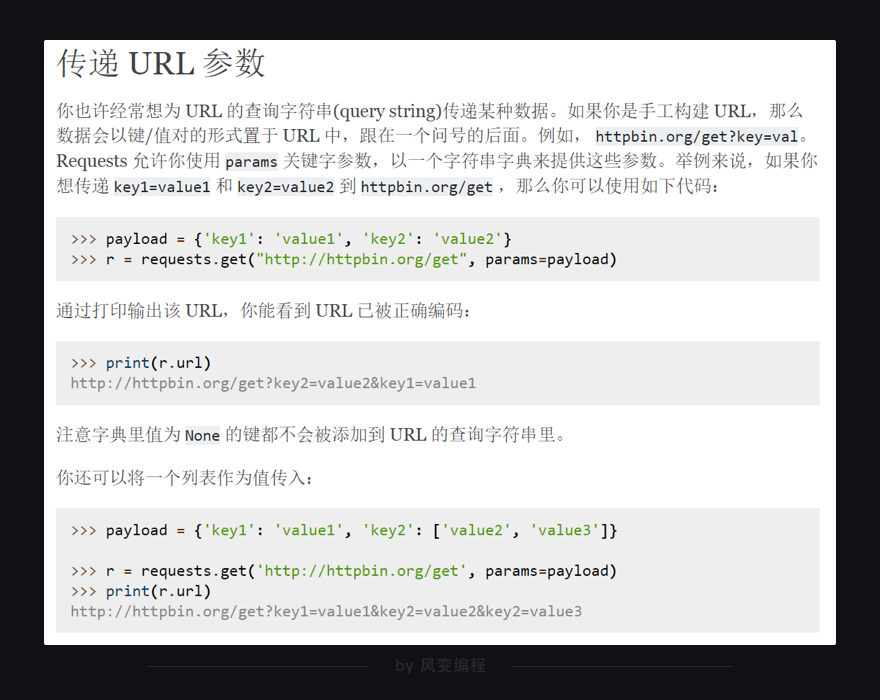 传递 URL 参数
你也许经常想为 URL 的查询字符串(query string)传递某种数据。如果你是手工构建 URL，那么
数据会以键/值对的形式置于 URL 中，跟在一个问号的后面。例如， httpbin.org/get?key=val。
Requests 允许你使用 params 关键字参数，以一个字符串字典来提供这些参数。举例来说，如果你
想传递 key1=value1 和 key2=value2 到 httpbin.org/get ，那么你可以使用如下代码：
>>> payload = {'key1': 'value1', 'key2': 'value2'}
>>> r = requests.get("http://httpbin.org/get", params=payload)
通过打印输出该 URL，你能看到 URL 已被正确编码：
>>> print(r.url)
http://httpbin.org/get?key2=value2&key1=value1
注意字典里值为 None 的键都不会被添加到 URL 的查询字符串里。
你还可以将一个列表作为值传入：
>>> payload = {'key1': 'value1', 'key2': ['value2', 'value3']}
>>> r = requests.get('http://httpbin.org/get', params=payload)
>>> print(r.url)
http://httpbin.org/get?key1=value1&key2=value2&key2=value3
by 风变编程